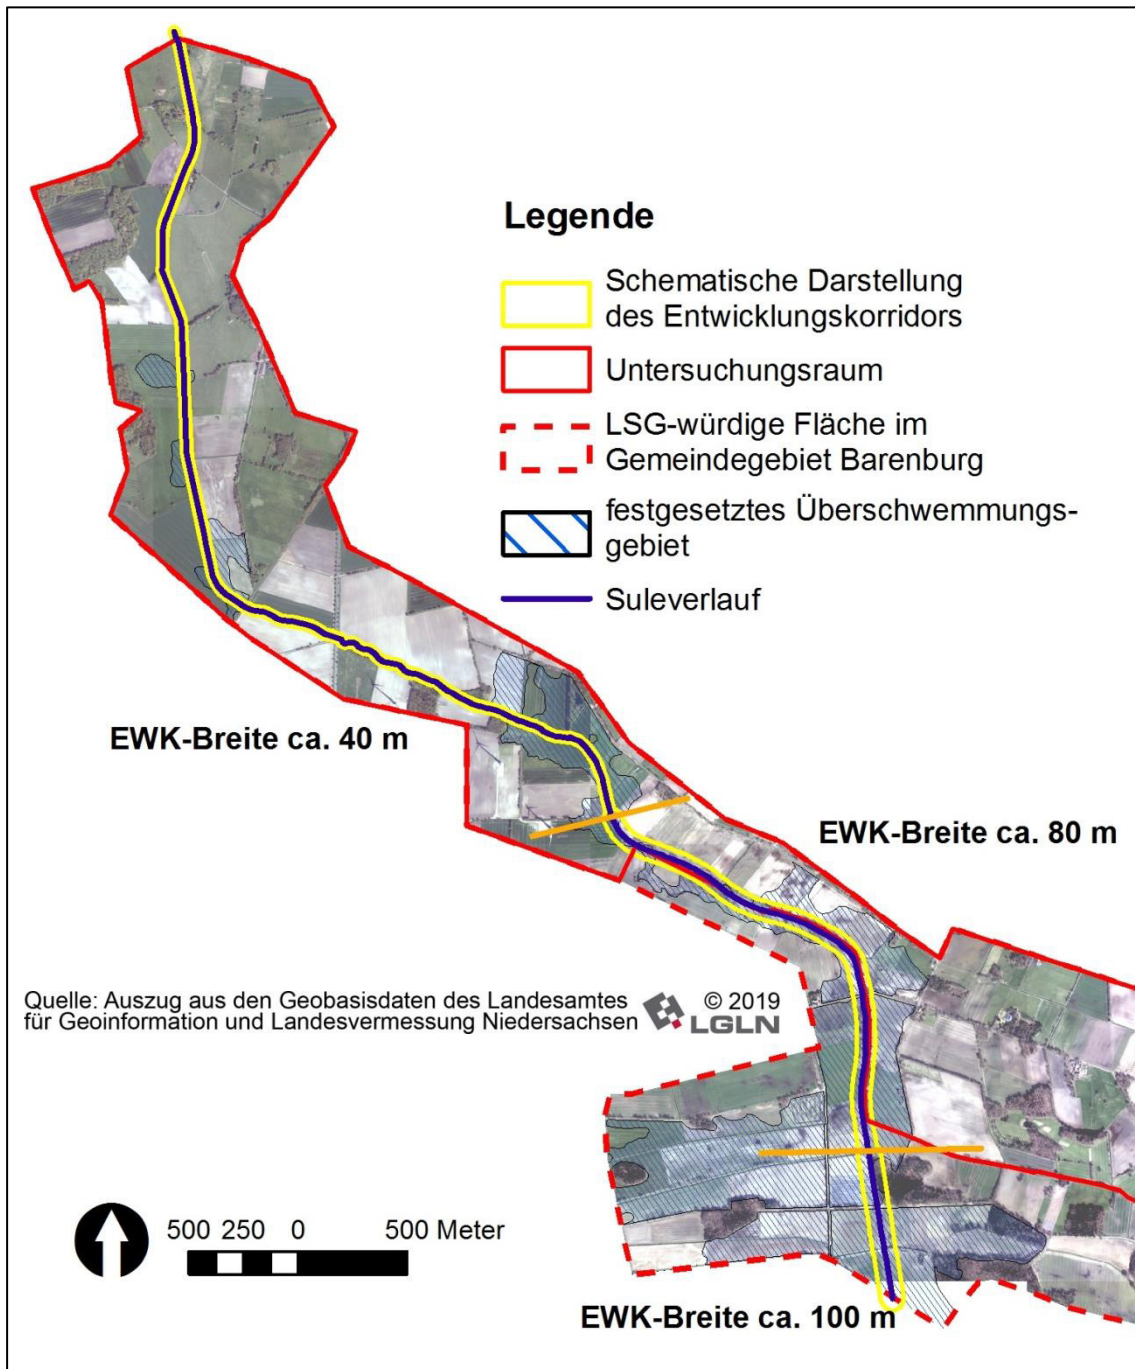 Legende
Schematische Darstellung
des Entwicklungskorridors
Untersuchungsraum
LSG-würdige Fläche im
Gemeindegebiet Barenburg
festgesetztes Überschwemmungs-
gebiet
Suleverlauf
EWK-Breite ca. 40 m
EWK-Breite ca. 80 m
Quelle: Auszug aus den Geobasisdaten des Landesamtes
für Geoinformation und Landesvermessung Niedersachsen
© 2019
LGLN
500 250 0 500 Meter
EWK-Breite ca. 100 m